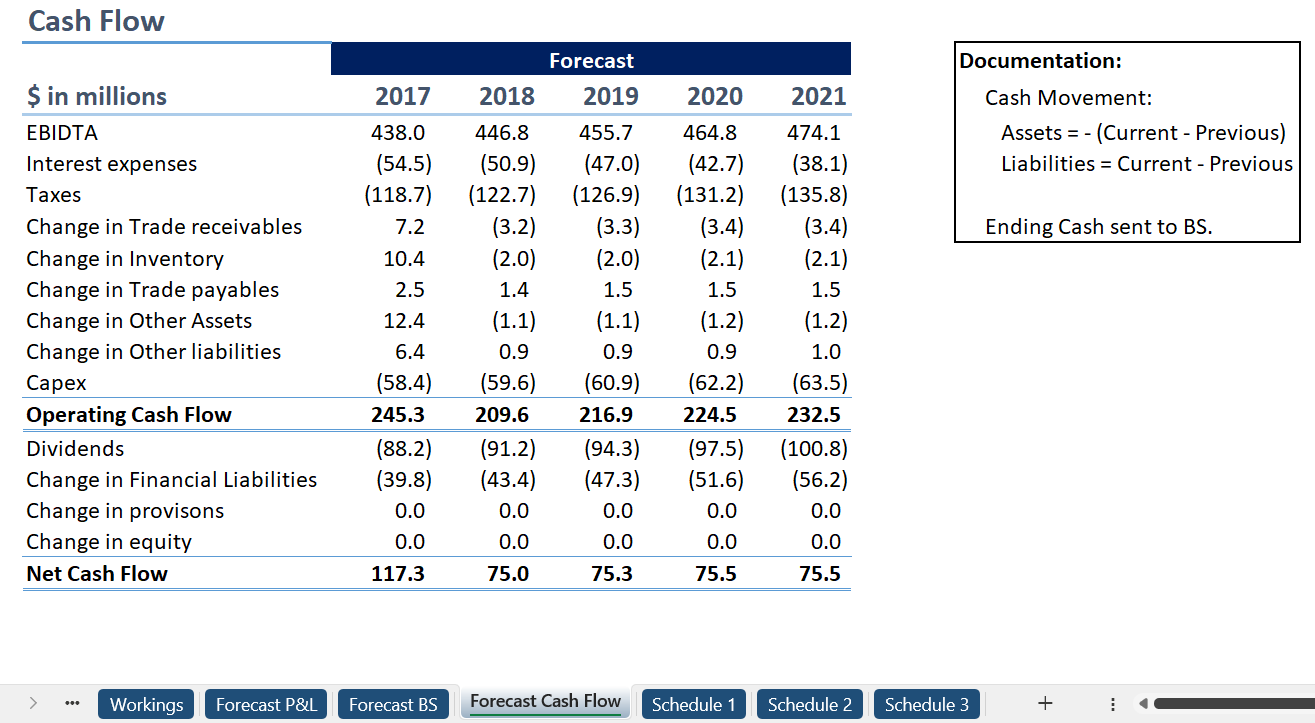 Cash Flow
Forecast
$ in millions 2017 2018 2019 2020 2021
EBIDTA 438.0 446.8 455.7 464.8 474.1
Interest expenses (54.5) (50.9) (47.0) (42.7) (38.1)
Taxes (118.7) (122.7) (126.9) (131.2) (135.8)
Change in Trade receivables 7.2 (3.2) (3.3) (3.4) (3.4)
Change in Inventory 10.4 (2.0) (2.0) (2.1) (2.1)
Change in Trade payables 2.5 1.4 1.5 1.5 1.5
Change in Other Assets 12.4 (1.1) (1.1) (1.2) (1.2)
Change in Other liabilities 6.4 0.9 0.9 0.9 1.0
Capex (58.4) (59.6) (60.9) (62.2) (63.5)
Operating Cash Flow 245.3 209.6 216.9 224.5 232.5
Dividends (88.2) (91.2) (94.3) (97.5) (100.8)
Change in Financial Liabilities (39.8) (43.4) (47.3) (51.6) (56.2)
Change in provisons 0.0 0.0 0.0 0.0 0.0
Change in equity 0.0 0.0 0.0 0.0 0.0
Net Cash Flow 117.3 75.0 75.3 75.5 75.5
Documentation:
Cash Movement:
Assets = - (Current - Previous)
Liabilities = Current - Previous
Ending Cash sent to BS.
Workings Forecast P&L Forecast BS Forecast Cash Flow Schedule 1 Schedule 2 Schedule 3